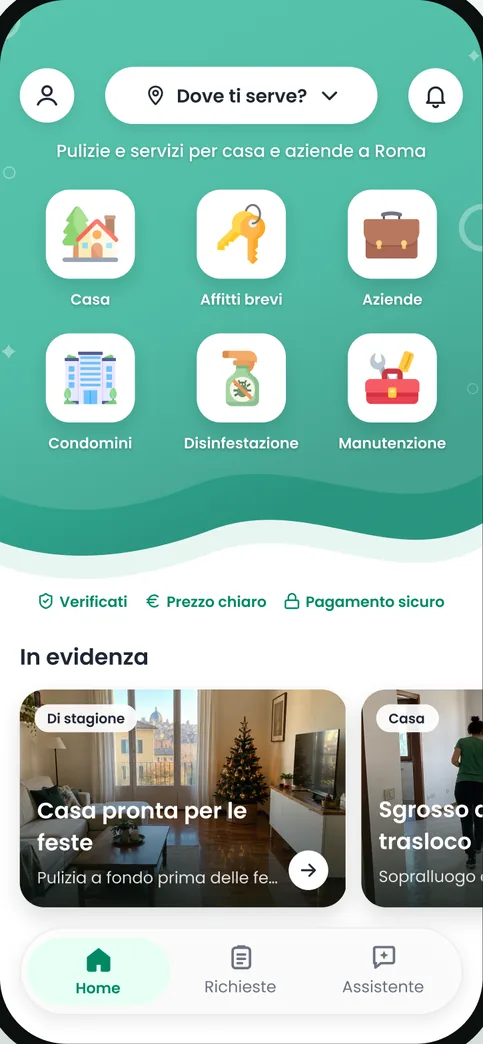 Dove ti serve?
Pulizie e servizi per casa e aziende a Roma
Casa
Affitti brevi
Aziende
Condomini
Disinfestazione
Manutenzione
Verificati
Prezzo chiaro
Pagamento sicuro
In evidenza
Di stagione
Casa pronta per le
feste
Pulizia a fondo prima delle fe...
Casa
Sgrosso
trasloco
Sopralluogo
Home
Richieste
Assistente